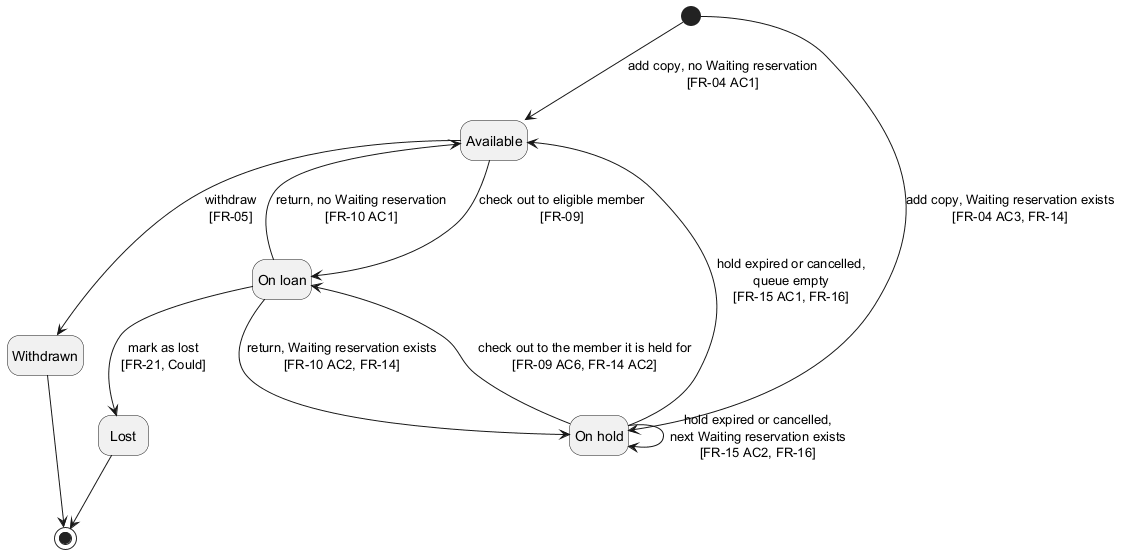 add copy, no Waiting reservation
[FR-04 AC1]
Available
withdraw
[FR-05]
return, no Waiting reservation
[FR-10 AC1]
check out to eligible member
[FR-09]
add copy, Waiting reservation exists
[FR-04 AC3, FR-14]
On loan
hold expired or cancelled,
queue empty
[FR-15 AC1, FR-16]
Withdrawn
mark as lost
[FR-21, Could]
return, Waiting reservation exists
[FR-10 AC2, FR-14]
check out to the member it is held for
[FR-09 AC6, FR-14 AC2]
Lost
On hold
hold expired or cancelled,
next Waiting reservation exists
[FR-15 AC2, FR-16]